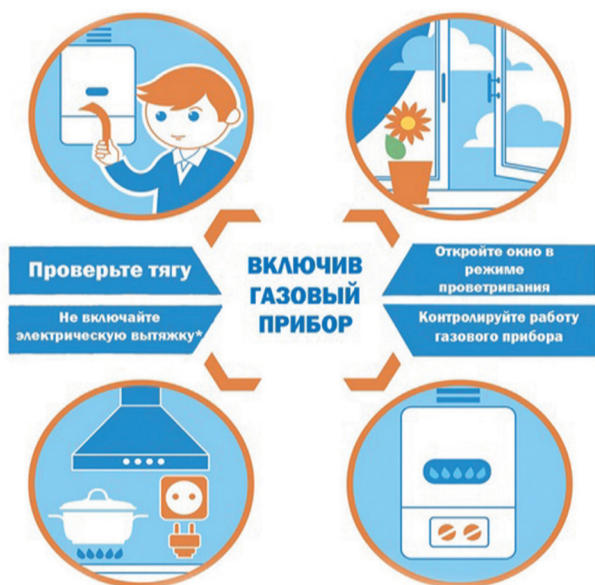 Проверьте тягу
Не включайте
электрическую вытяжку*
ВКЛЮЧИВ
ГАЗОВЫЙ
ПРИБОР
Откройте окно в
режиме
проветривания
Контролируйте работу
газового прибора